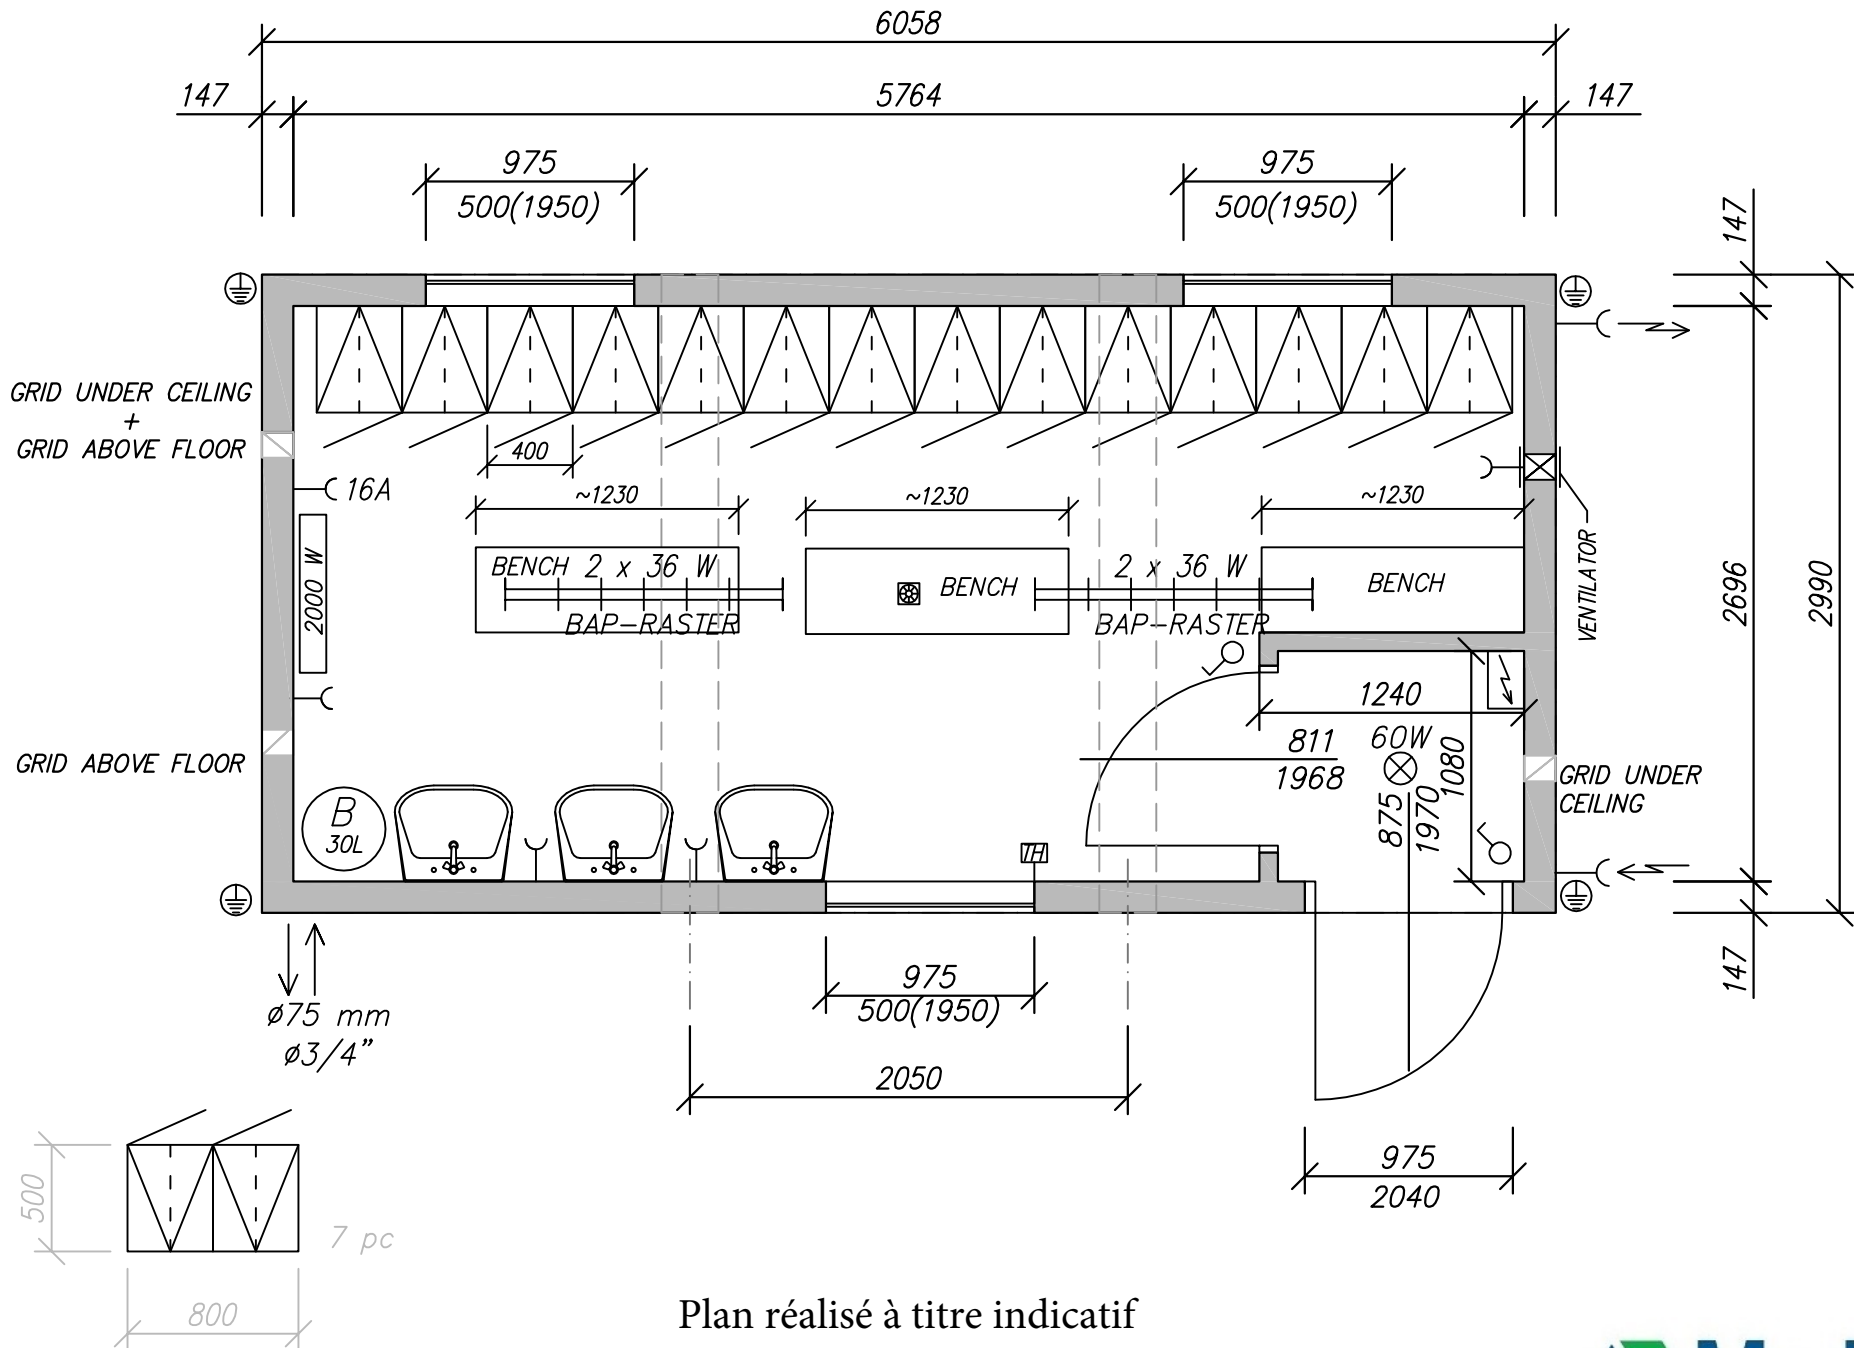 6058
147
5764
147
975
500(1950)
975
500(1950)
147
GRID UNDER CEILING
+
GRID ABOVE FLOOR
400
16A
~1230
~1230
~1230
2000 W
BENCH
2 x 36 W
BAP-RASTER
BENCH
2 x 36 W
BAP-RASTER
BENCH
VENTILATOR
2696
2990
1240
811
1968
60W
1080
875
1970
GRID ABOVE FLOOR
GRID UNDER
CEILING
B
30L
TH
147
975
500(1950)
ø75 mm
ø3/4”
2050
975
2040
500
7 pc
800
Plan réalisé à titre indicatif